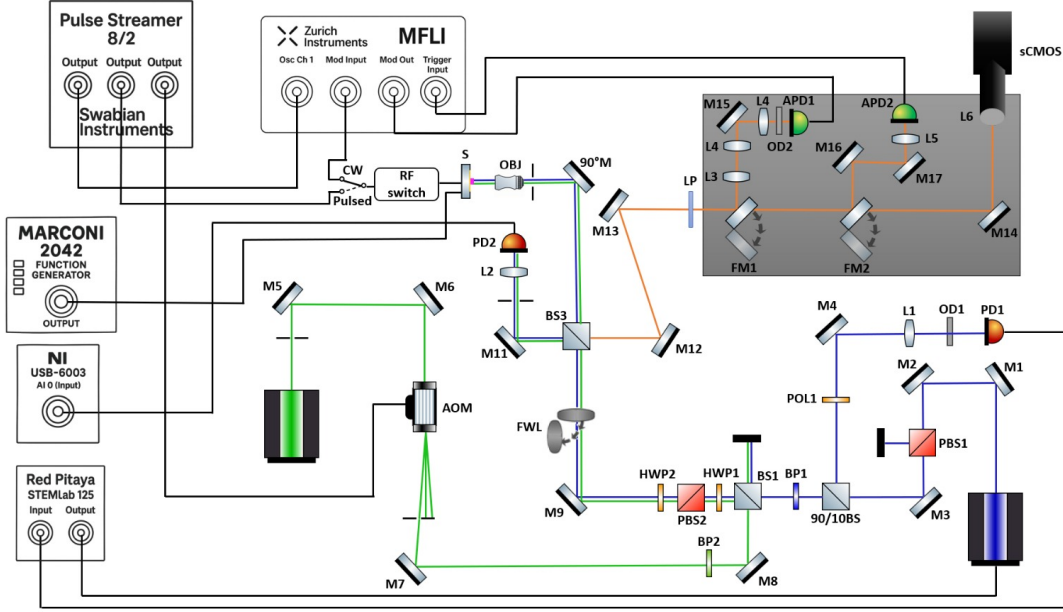 Pulse Streamer
8/2
Output Output Output
Swabian
Instruments
Zurich
Instruments
MFLI
Osc Ch 1 Mod Input Mod Out Trigger
Input
sCMOS
M15 L4 APD1 APD2
L6
L4 OD2 M16 L5
L3 M17
LP
M14
FM1 FM2
CW
Pulsed
RF
switch
S OBJ 90°M
M13
MARCONI
2042
FUNCTION
GENERATOR
OUTPUT
PD2
L2
M5 M6
BS3
M11 M12
M4 L1 OD1 PD1
M2 M1
NI
USB-6003
AI 0 (Input)
AOM
POL1
FWL
PBS1
Red Pitaya
STEMLab 125
Input Output
HWP2 HWP1 BS1 BP1
M9 PBS2 90/10BS M3
BP2
M7 M8